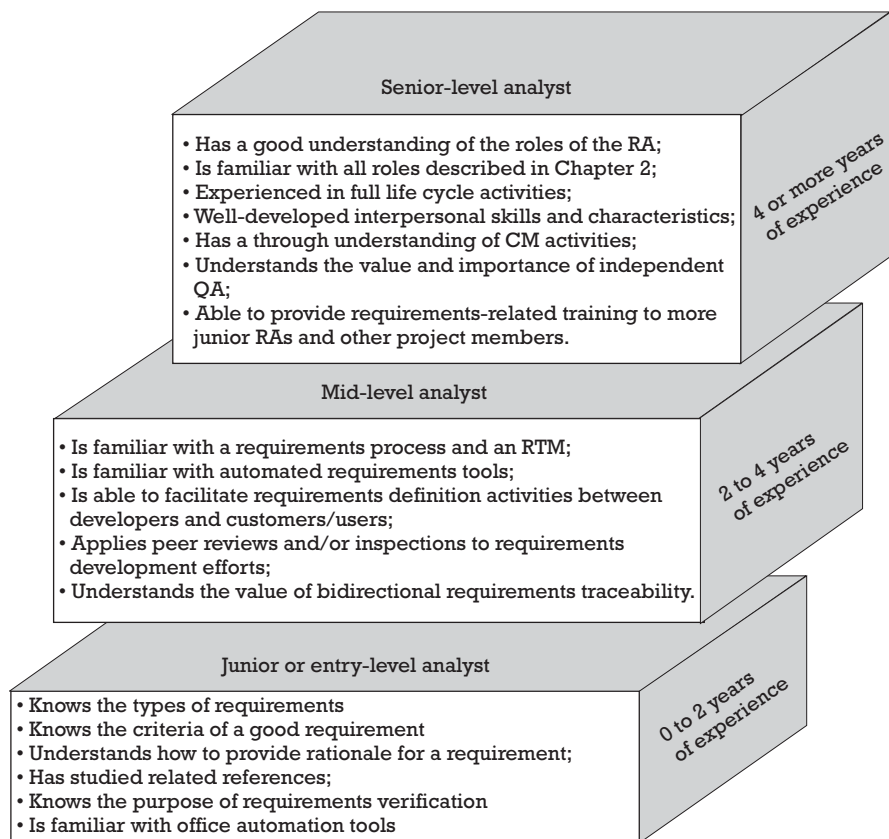 Senior-level analyst
• Has a good understanding of the roles of the RA;
• Is familiar with all roles described in Chapter 2;
• Experienced in full life cycle activities;
• Well-developed interpersonal skills and characteristics;
• Has a through understanding of CM activities;
• Understands the value and importance of independent
QA;
• Able to provide requirements-related training to more
junior RAs and other project members.
4 or more years
of experience
Mid-level analyst
• Is familiar with a requirements process and an RTM;
• Is familiar with automated requirements tools;
• Is able to facilitate requirements definition activities between
developers and customers/users;
• Applies peer reviews and/or inspections to requirements
development efforts;
• Understands the value of bidirectional requirements traceability.
2 to 4 years
of experience
Junior or entry-level analyst
• Knows the types of requirements
• Knows the criteria of a good requirement
• Understands how to provide rationale for a requirement;
• Has studied related references;
• Knows the purpose of requirements verification
• Is familiar with office automation tools
0 to 2 years
of experience